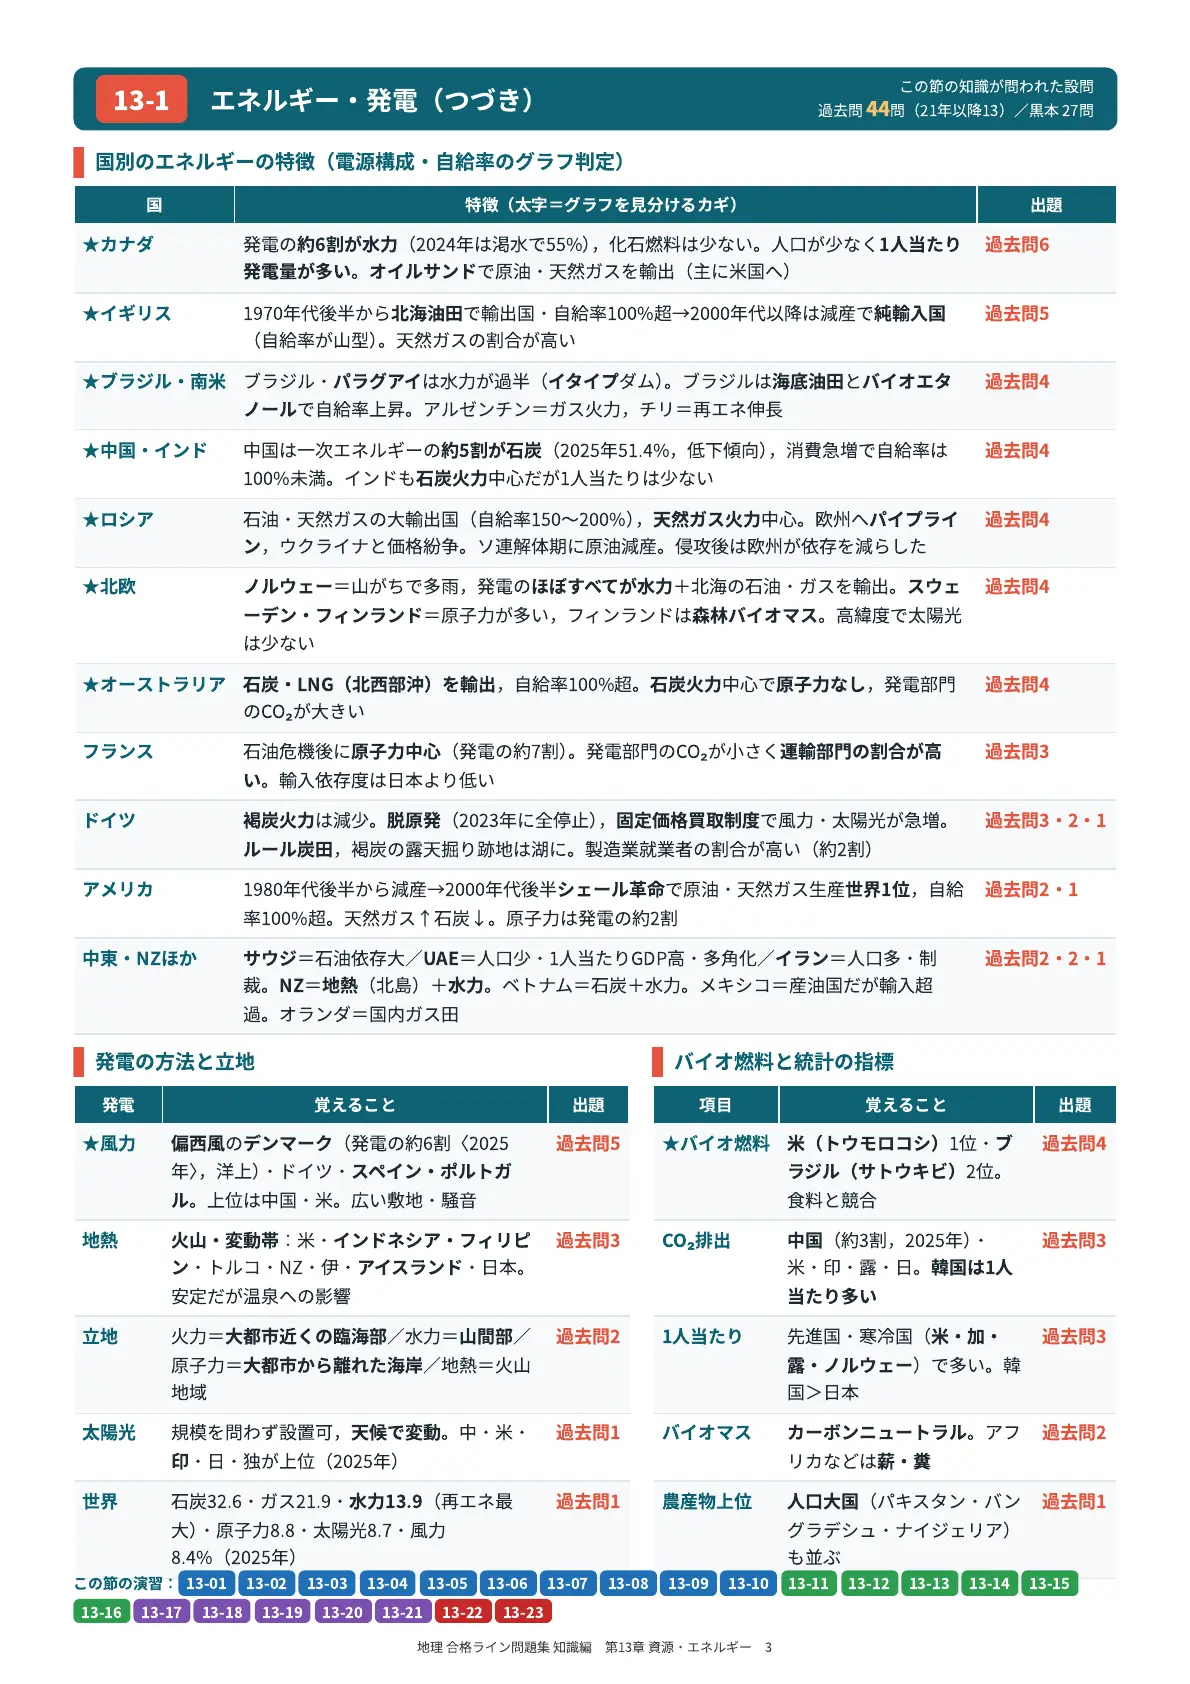 13-1 エネルギー・発電（つづき）
この節の知識が問われた設問
過去問44問（21年以降13）／黒本27問
国別のエネルギーの特徴（電源構成・自給率のグラフ判定）
国 特徴（太字＝グラフを見分けるカギ） 出題
★カナダ 発電の約6割が水力（2024年は渇水で55%），化石燃料は少ない。人口が少なく1人当たり 過去問6
発電量が多い。オイルサンドで原油・天然ガスを輸出（主に米国へ）
★イギリス 1970年代後半から北海油田で輸出国・自給率100%超→2000年代以降は減産で純輸入国 過去問5
（自給率が山型）。天然ガスの割合が高い
★ブラジル・南米 ブラジル・パラグアイは水力が過半（イタイプダム）。ブラジルは海底油田とバイオエタ 過去問4
ノールで自給率上昇。アルゼンチン＝ガス火力，チリ＝再エネ伸長
★中国・インド 中国は一次エネルギーの約5割が石炭（2025年51.4%，低下傾向），消費急増で自給率は 過去問4
100%未満。インドも石炭火力中心だが1人当たりは少ない
★ロシア 石油・天然ガスの大輸出国（自給率150〜200%），天然ガス火力中心。欧州へパイプライ 過去問4
ン，ウクライナと価格紛争。ソ連解体期に原油減産。侵攻後は欧州が依存を減らした
★北欧 ノルウェー＝山がちで多雨，発電のほぼすべてが水力＋北海の石油・ガスを輸出。スウェ 過去問4
ーデン・フィンランド＝原子力が多い，フィンランドは森林バイオマス。高緯度で太陽光
は少ない
★オーストラリア 石炭・LNG（北西部沖）を輸出，自給率100%超。石炭火力中心で原子力なし，発電部門 過去問4
のCO₂が大きい
フランス 石油危機後に原子力中心（発電の約7割）。発電部門のCO₂が小さく運輸部門の割合が高 過去問3
い。輸入依存度は日本より低い
ドイツ 褐炭火力は減少。脱原発（2023年に全停止），固定価格買取制度で風力・太陽光が急増。 過去問3・2・1
ルール炭田，褐炭の露天掘り跡地は湖に。製造業就業者の割合が高い（約2割）
アメリカ 1980年代後半から減産→2000年代後半シェール革命で原油・天然ガス生産世界1位，自給 過去問2・1
率100%超。天然ガス↑石炭↓。原子力は発電の約2割
中東・NZほか サウジ＝石油依存大／UAE＝人口少・1人当たりGDP高・多角化／イラン＝人口多・制 過去問2・2・1
裁。NZ＝地熱（北島）＋水力。ベトナム＝石炭＋水力。メキシコ＝産油国だが輸入超
過。オランダ＝国内ガス田
発電の方法と立地
発電 覚えること 出題
★風力 偏西風のデンマーク（発電の約6割〈2025 過去問5
年〉，洋上）・ドイツ・スペイン・ポルトガ
ル。上位は中国・米。広い敷地・騒音
地熱 火山・変動帯：米・インドネシア・フィリピ 過去問3
ン・トルコ・NZ・伊・アイスランド・日本。
安定だが温泉への影響
立地 火力＝大都市近くの臨海部／水力＝山間部／ 過去問2
原子力＝大都市から離れた海岸／地熱＝火山
地域
太陽光 規模を問わず設置可，天候で変動。中・米・ 過去問1
印・日・独が上位（2025年）
世界 石炭32.6・ガス21.9・水力13.9（再エネ最 過去問1
大）・原子力8.8・太陽光8.7・風力
8.4%（2025年）
バイオ燃料と統計の指標
項目 覚えること 出題
★バイオ燃料 米（トウモロコシ）1位・ブ 過去問4
ラジル（サトウキビ）2位。
食料と競合
CO₂排出 中国（約3割，2025年）・ 過去問3
米・印・露・日。韓国は1人
当たり多い
1人当たり 先進国・寒冷国（米・加・ 過去問3
露・ノルウェー）で多い。韓
国＞日本
バイオマス カーボンニュートラル。アフ 過去問2
リカなどは薪・糞
農産物上位 人口大国（パキスタン・バン 過去問1
グラデシュ・ナイジェリア）
も並ぶ
この節の演習： 13-01 13-02 13-03 13-04 13-05 13-06 13-07 13-08 13-09 13-10 13-11 13-12 13-13 13-14 13-15
13-16 13-17 13-18 13-19 13-20 13-21 13-22 13-23
地理 合格ライン問題集 知識編 第13章 資源・エネルギー 3